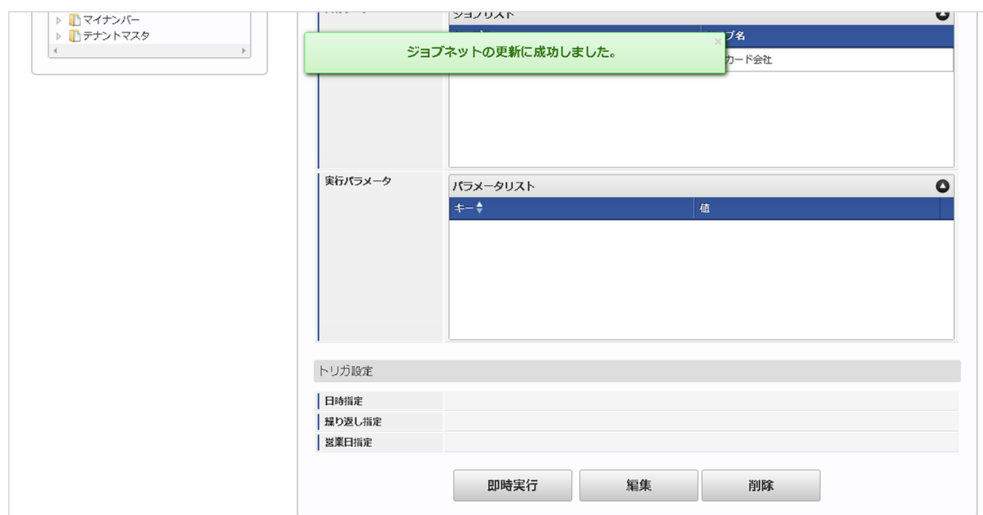 マイナンバー
テナントマスタ
ジョブリスト
ブ名
ジョブネットの更新に成功しました。
カード会社
実行パラメータ
パラメータリスト
キー
値
トリガ設定
日時指定
繰り返し指定
営業日指定
即時実行
編集
削除